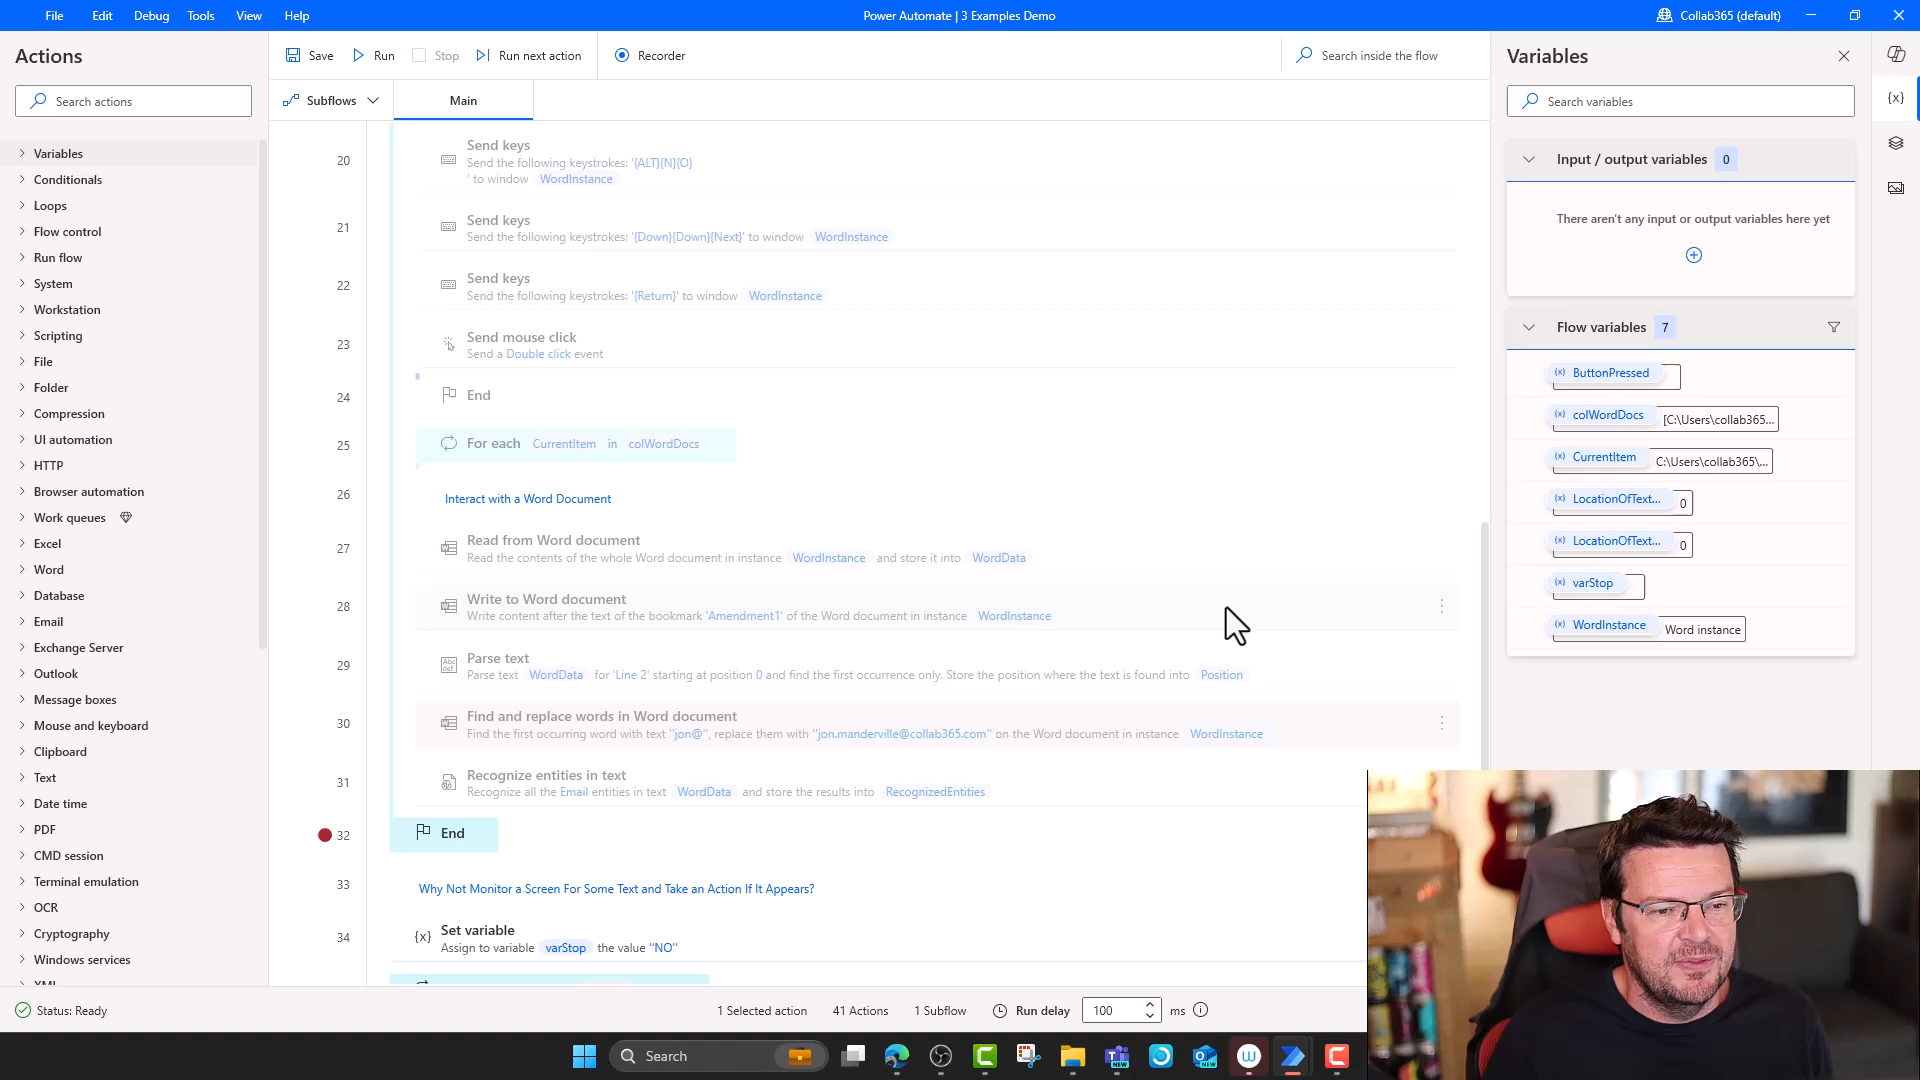 File Edit Debug Tools View Help
Power Automate | 3 Examples Demo
Collab365 (default)
Actions
Search actions
Variables
Conditionals
Loops
Flow control
Run flow
System
Workstation
Scripting
File
Folder
Compression
UI automation
HTTP
Browser automation
Work queues
Excel
Word
Database
Email
Exchange Server
Outlook
Message boxes
Mouse and keyboard
Clipboard
Text
Date time
PDF
CMD session
Terminal emulation
OCR
Cryptography
Windows services
XML
Save Run Stop Run next action Recorder
Search inside the flow
Subflows
Main
20
Send keys
Send the following keystrokes: '{ALT}{N}{O}
' to window WordInstance
21
Send keys
Send the following keystrokes: '{Down}{Down}{Next}' to window WordInstance
22
Send keys
Send the following keystrokes: '{Return}' to window WordInstance
23
Send mouse click
Send a Double click event
24
End
25
For each CurrentItem in colWordDocs
26
Interact with a Word Document
27
Read from Word document
Read the contents of the whole Word document in instance WordInstance and store it into WordData
28
Write to Word document
Write content after the text of the bookmark 'Amendment1' of the Word document in instance WordInstance
29
Parse text
Parse text WordData for 'Line 2' starting at position 0 and find the first occurrence only. Store the position where the text is found into Position
30
Find and replace words in Word document
Find the first occurring word with text "jon@", replace them with "jon.manderville@collab365.com" on the Word document in instance WordInstance
31
Recognize entities in text
Recognize all the Email entities in text WordData and store the results into RecognizedEntities
32
End
33
Why Not Monitor a Screen For Some Text and Take an Action If It Appears?
34
Set variable
{x}
Assign to variable varStop the value "NO"
Variables
Search variables
{x}
Input / output variables 0
There aren't any input or output variables here yet
Flow variables 7
(x) ButtonPressed
(x) colWordDocs [C:\Users\collab365...
(x) CurrentItem C:\Users\collab365\...
(x) LocationOfText... 0
(x) LocationOfText... 0
(x) varStop
(x) WordInstance Word instance
Status: Ready
1 Selected action 41 Actions 1 Subflow Run delay 100 ms
Search
NEW
NEW